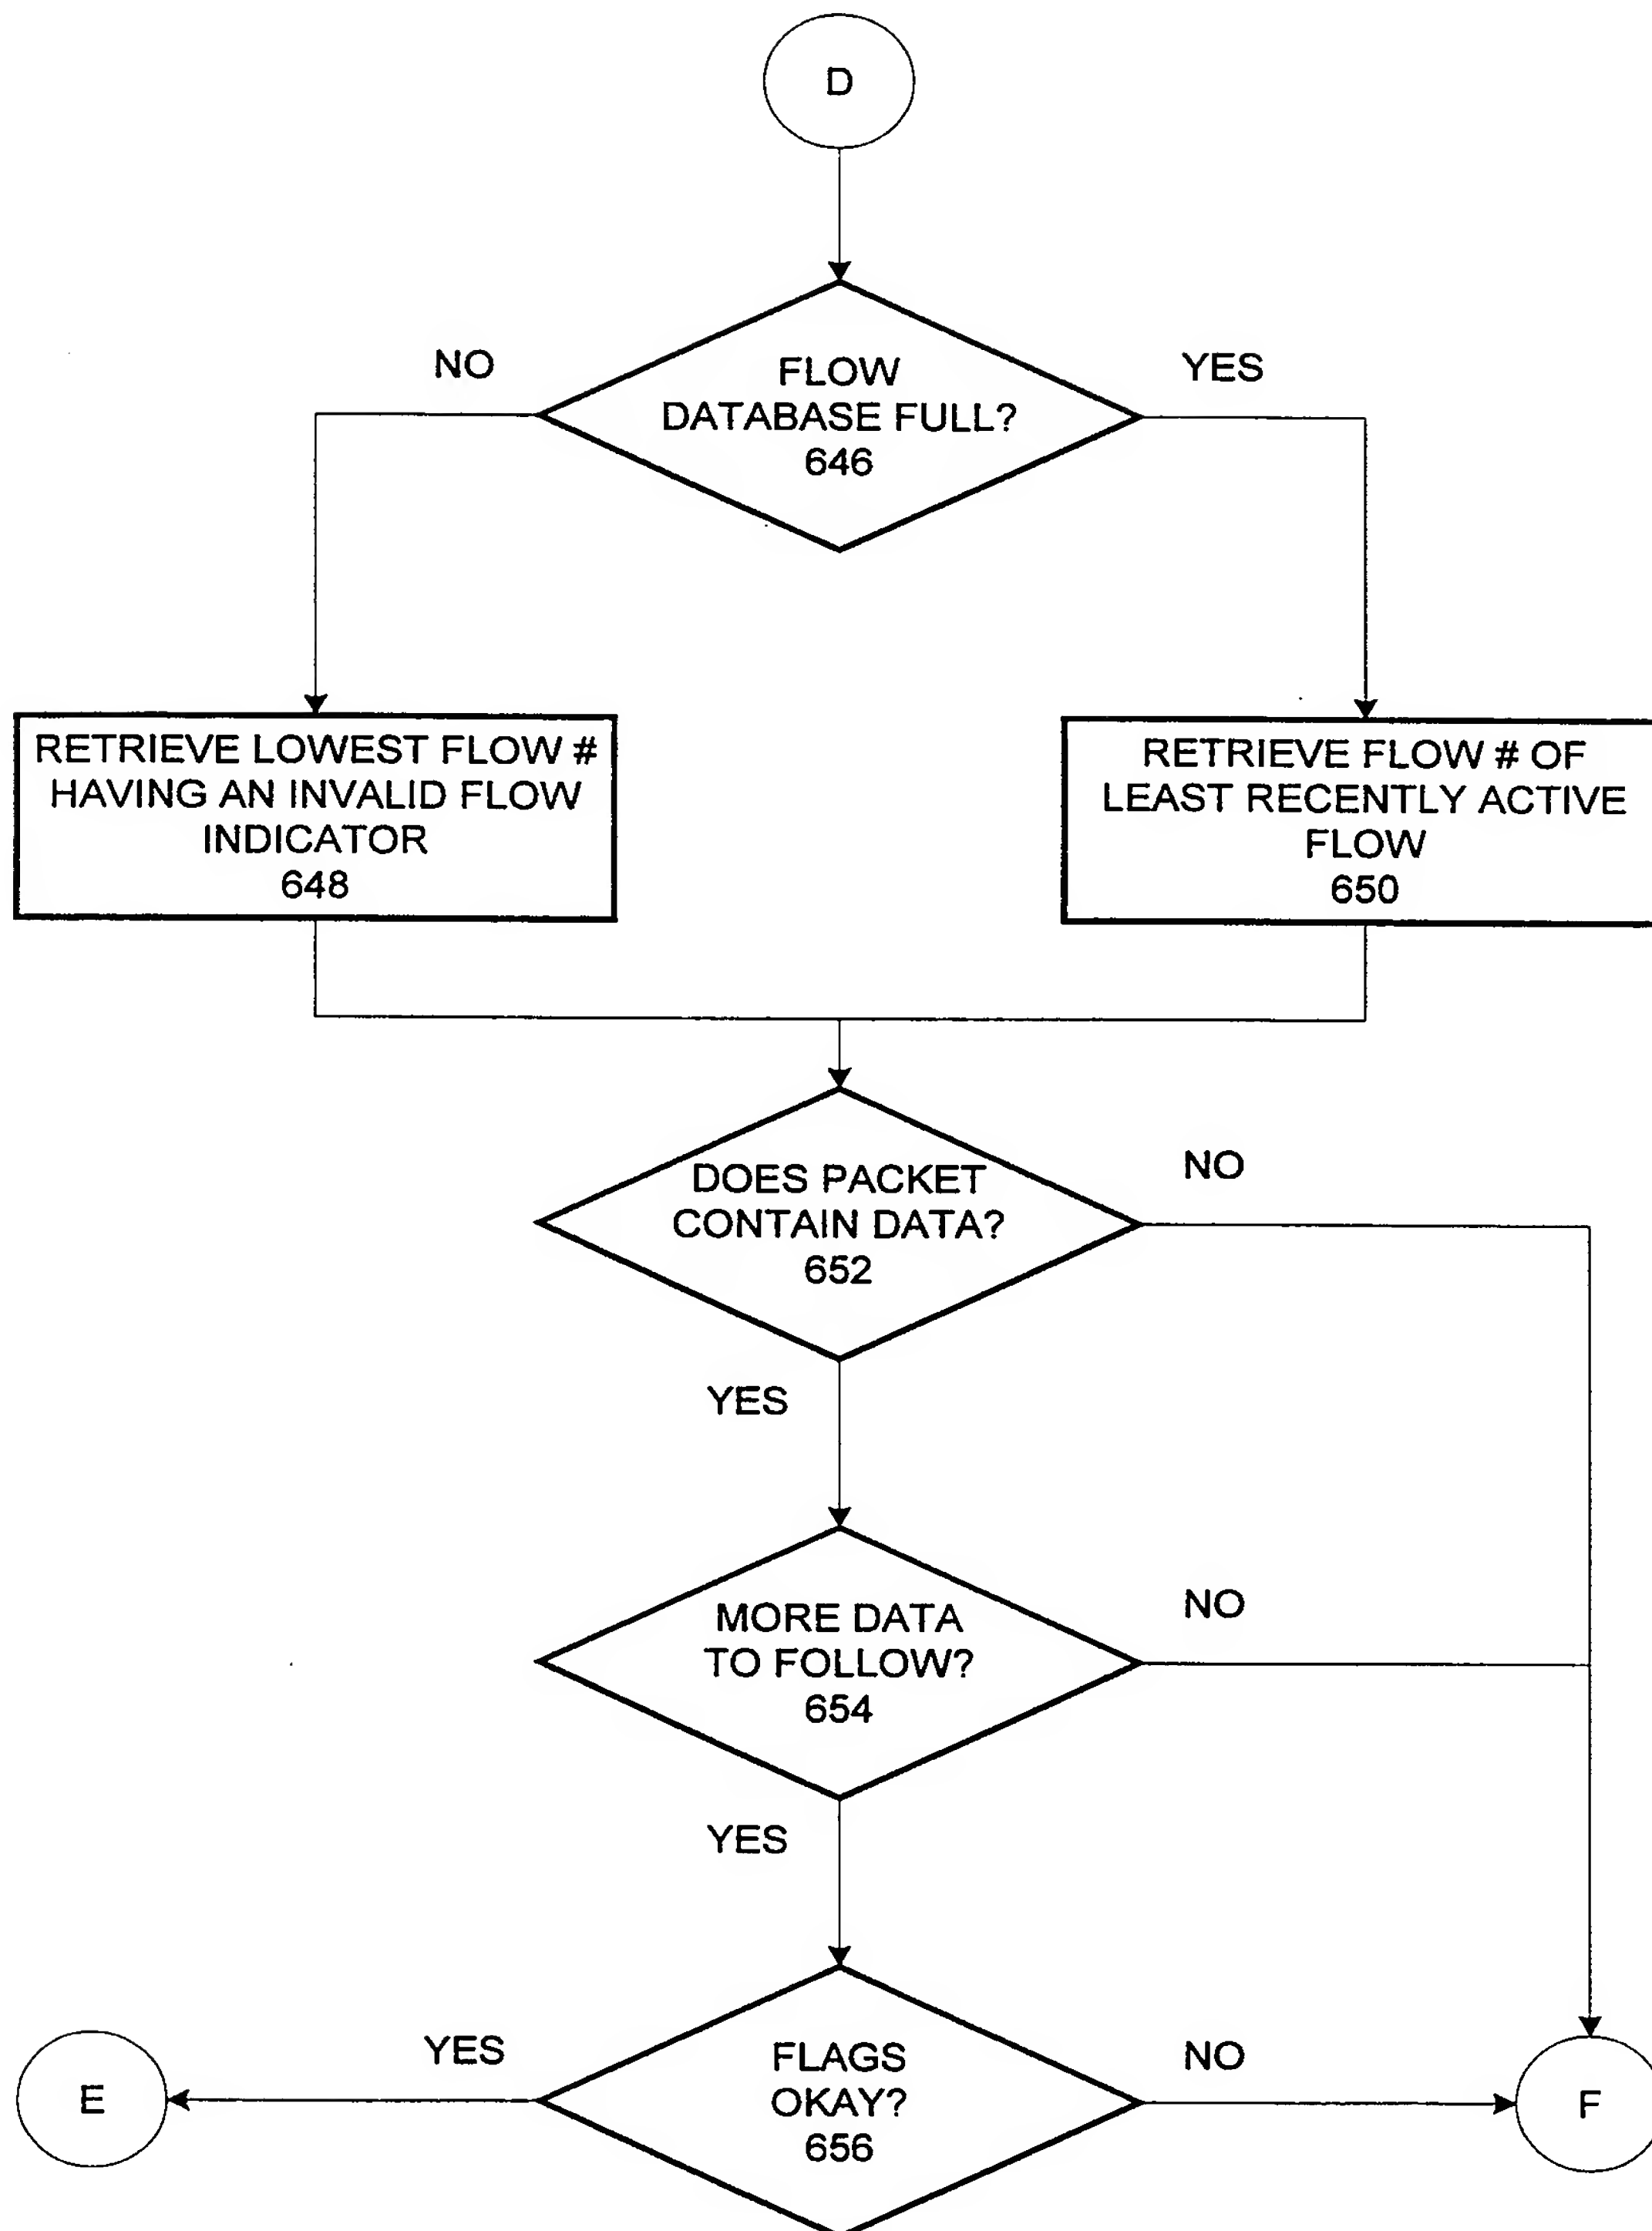 D
NO
YES
FLOW
DATABASE FULL?
646
RETRIEVE LOWEST FLOW #
HAVING AN INVALID FLOW
INDICATOR
648
RETRIEVE FLOW # OF
LEAST RECENTLY ACTIVE
FLOW
650
DOES PACKET
CONTAIN DATA?
652
NO
YES
MORE DATA
TO FOLLOW?
654
NO
YES
E
YES
FLAGS
OKAY?
656
NO
F